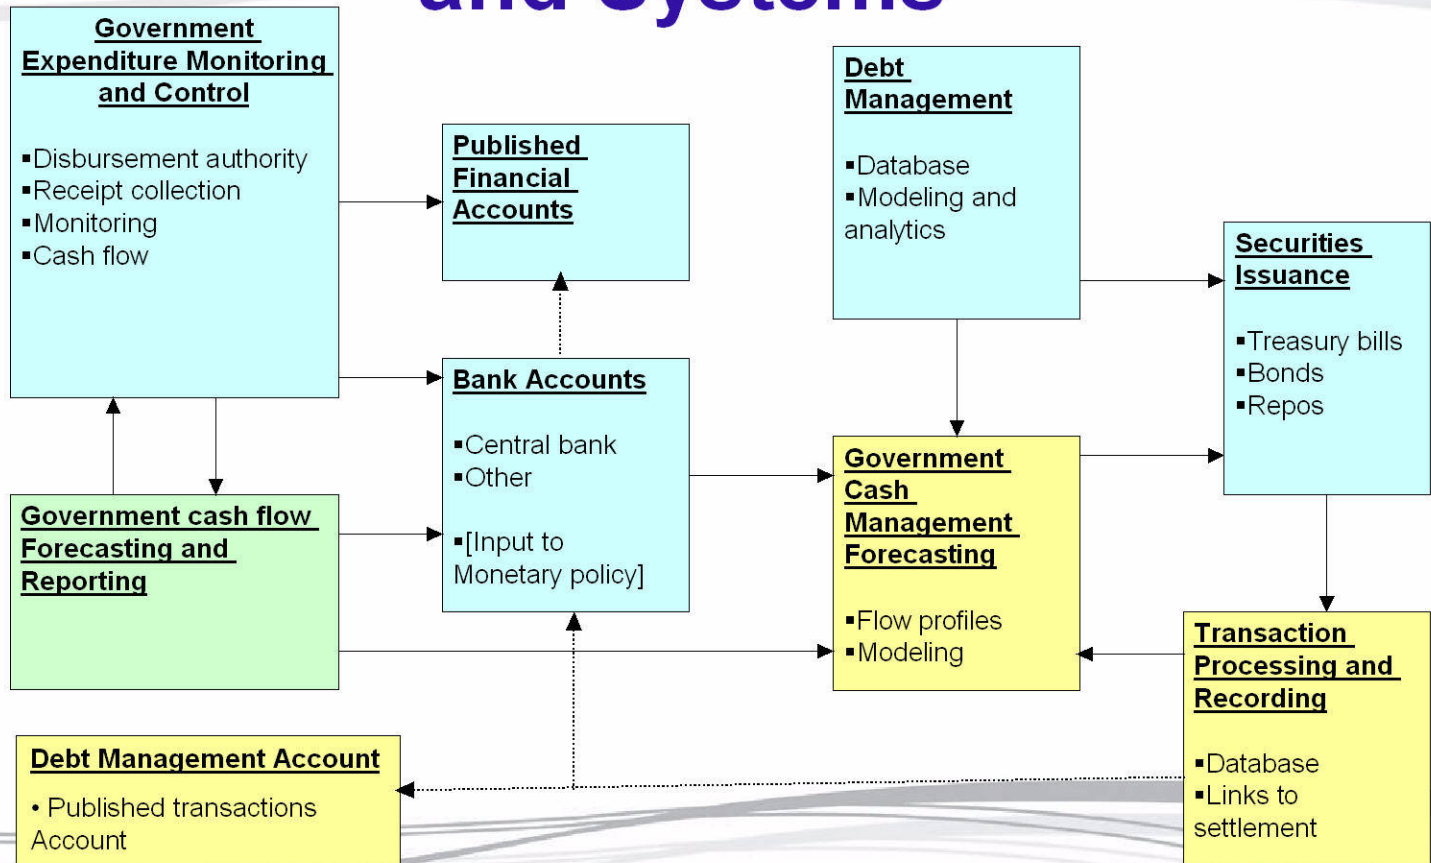 and Systems
Government
Expenditure Monitoring
and Control
▪Disbursement authority
▪Receipt collection
▪Monitoring
▪Cash flow
Published
Financial
Accounts
Debt
Management
▪Database
▪Modeling and
analytics
Securities
Issuance
▪Treasury bills
▪Bonds
▪Repos
Bank Accounts
▪Central bank
▪Other
▪[Input to
Monetary policy]
Government
Cash
Management
Forecasting
▪Flow profiles
▪Modeling
Government cash flow
Forecasting and
Reporting
Transaction
Processing and
Recording
▪Database
▪Links to
settlement
Debt Management Account
• Published transactions
Account